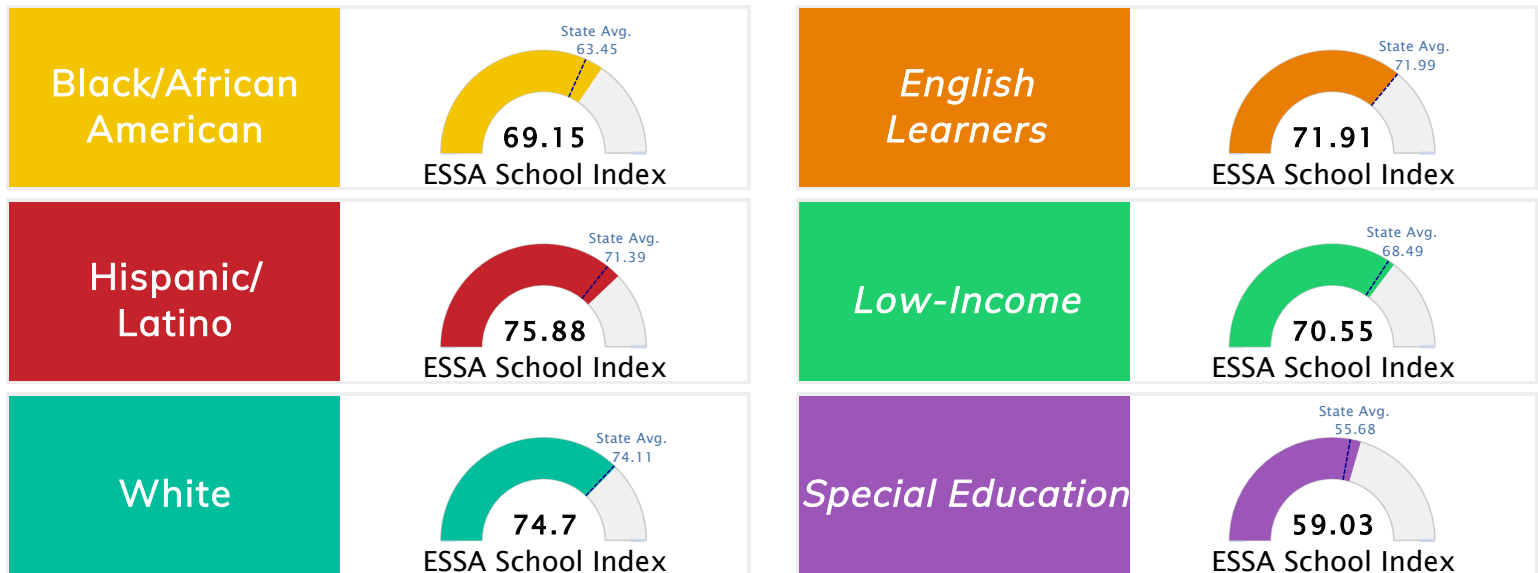 Black/African
American
State Avg.
63.45
69.15
ESSA School Index
English
Learners
State Avg.
71.99
71.91
ESSA School Index
Hispanic/
Latino
State Avg.
71.39
75.88
ESSA School Index
Low-Income
State Avg.
68.49
70.55
ESSA School Index
White
State Avg.
74.11
74.7
ESSA School Index
Special Education
State Avg.
55.68
59.03
ESSA School Index